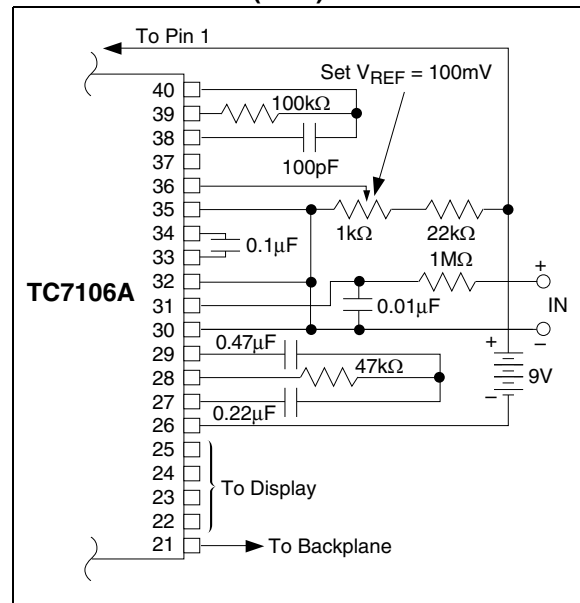 To Pin 1
Set VREF = 100mV
40
39
100kΩ
38
100pF
37
36
35
1kΩ
22kΩ
34
0.1μF
33
1MΩ
32
+
TC7106A
31
0.01μF
IN
30
–
29
0.47μF
+
28
47kΩ
9V
27
0.22μF
–
26
25
24
To Display
23
22
21
To Backplane